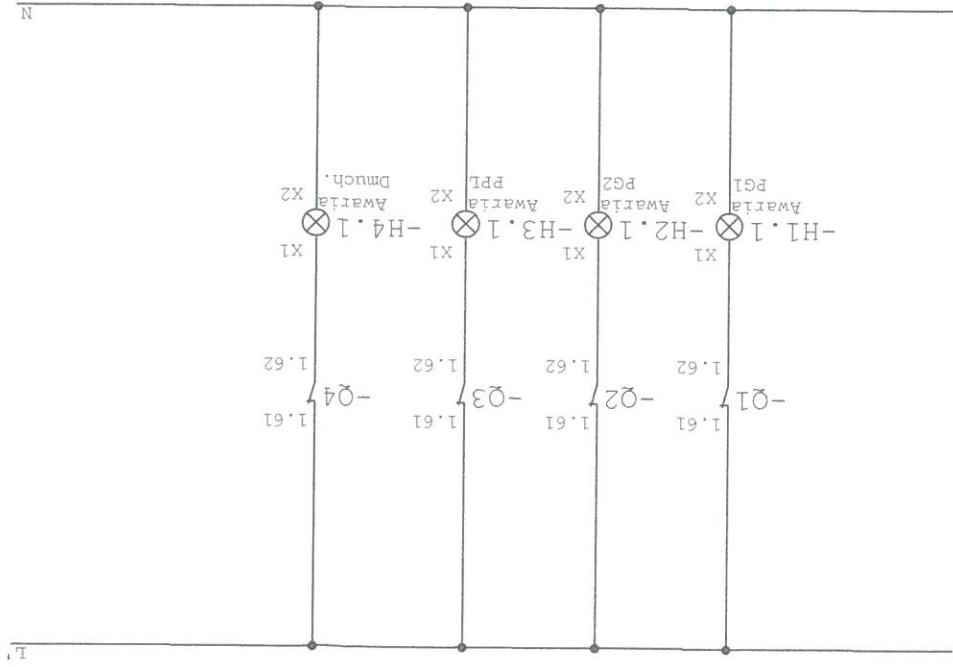 L'
1.61
-Q1
1.62
1.61
-Q2
1.62
1.61
-Q3
1.62
1.61
-Q4
1.62
X1
-H1.1
Awaria
PG1
X2
X1
-H2.1
Awaria
PG2
X2
X1
-H3.1
Awaria
PPL
X2
X1
-H4.1
Awaria
Dmuch.
X2
N